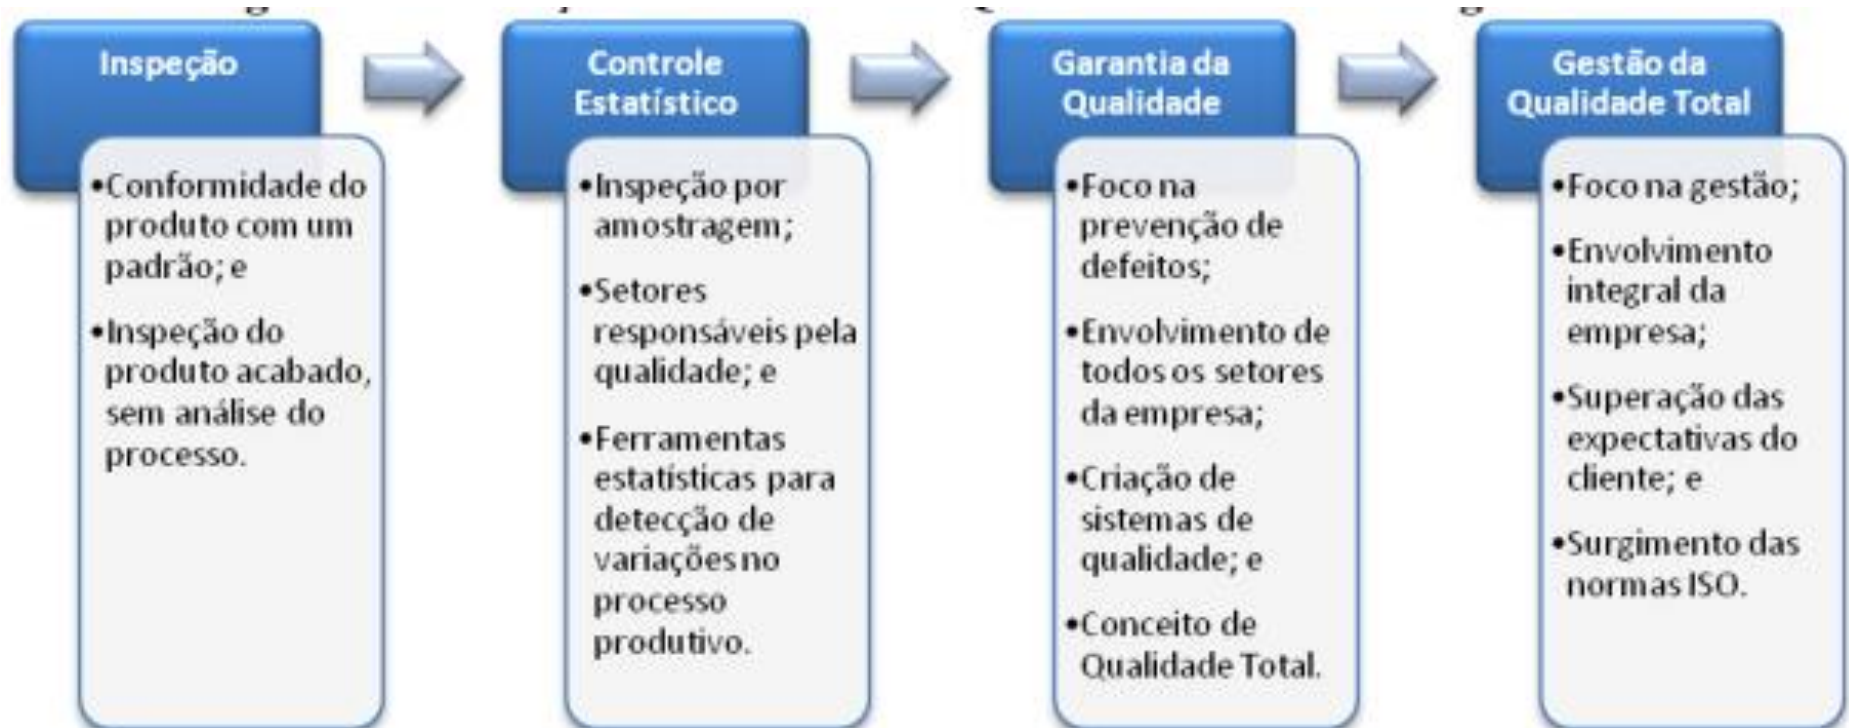 Inspeção
•Conformidade do
produto com um
padrão; e
•Inspeção do
produto acabado,
sem análise do
processo.
Controle
Estatístico
•Inspeção por
amostragem;
•Setores
responsáveis pela
qualidade; e
•Ferramentas
estatísticas para
detecção de
variações no
processo
produtivo.
Garantia da
Qualidade
•Foco na
prevenção de
defeitos;
•Envolvimento de
todos os setores
da empresa;
•Criação de
sistemas de
qualidade; e
•Conceito de
Qualidade Total.
Gestão da
Qualidade Total
•Foco na gestão;
•Envolvimento
integral da
empresa;
•Superação das
expectativas do
cliente; e
•Surgimento das
normas ISO.